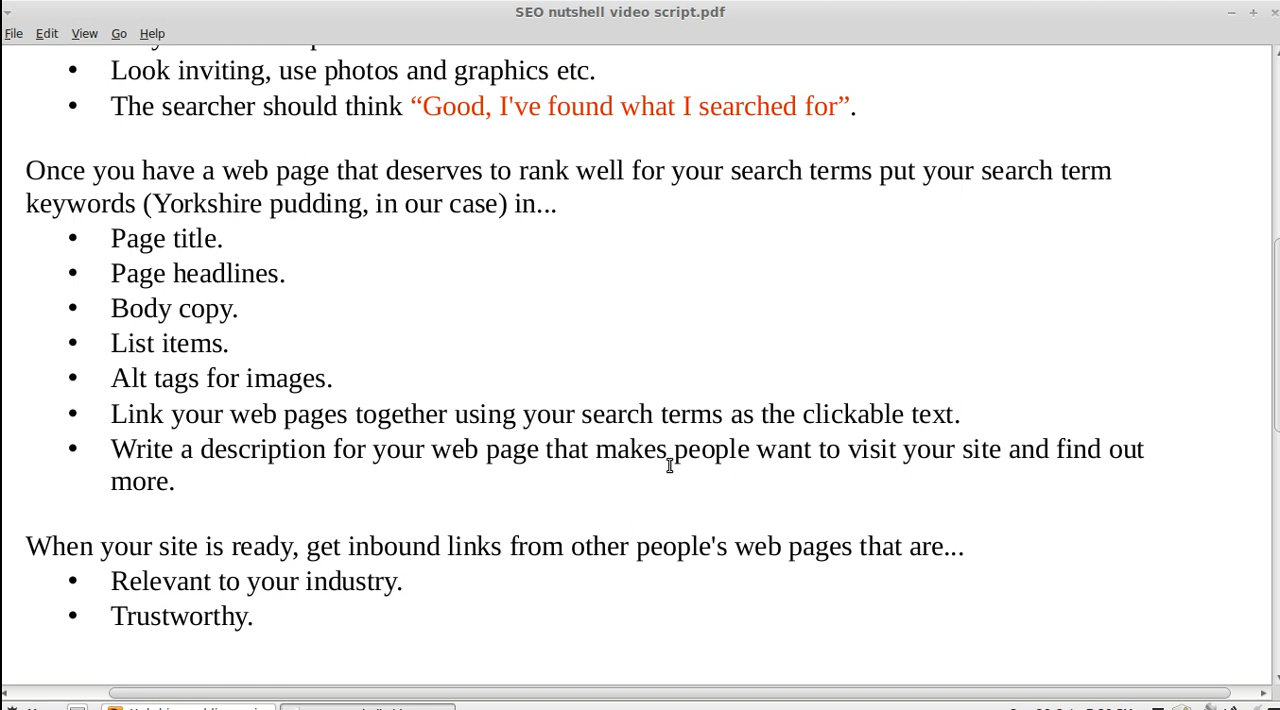 SEO nutshell video script.pdf
File Edit View Go Help
• Look inviting, use photos and graphics etc.
• The searcher should think “Good, I've found what I searched for”.
Once you have a web page that deserves to rank well for your search terms put your search term
keywords (Yorkshire pudding, in our case) in...
• Page title.
• Page headlines.
• Body copy.
• List items.
• Alt tags for images.
• Link your web pages together using your search terms as the clickable text.
• Write a description for your web page that makes people want to visit your site and find out
more.
When your site is ready, get inbound links from other people's web pages that are...
• Relevant to your industry.
• Trustworthy.